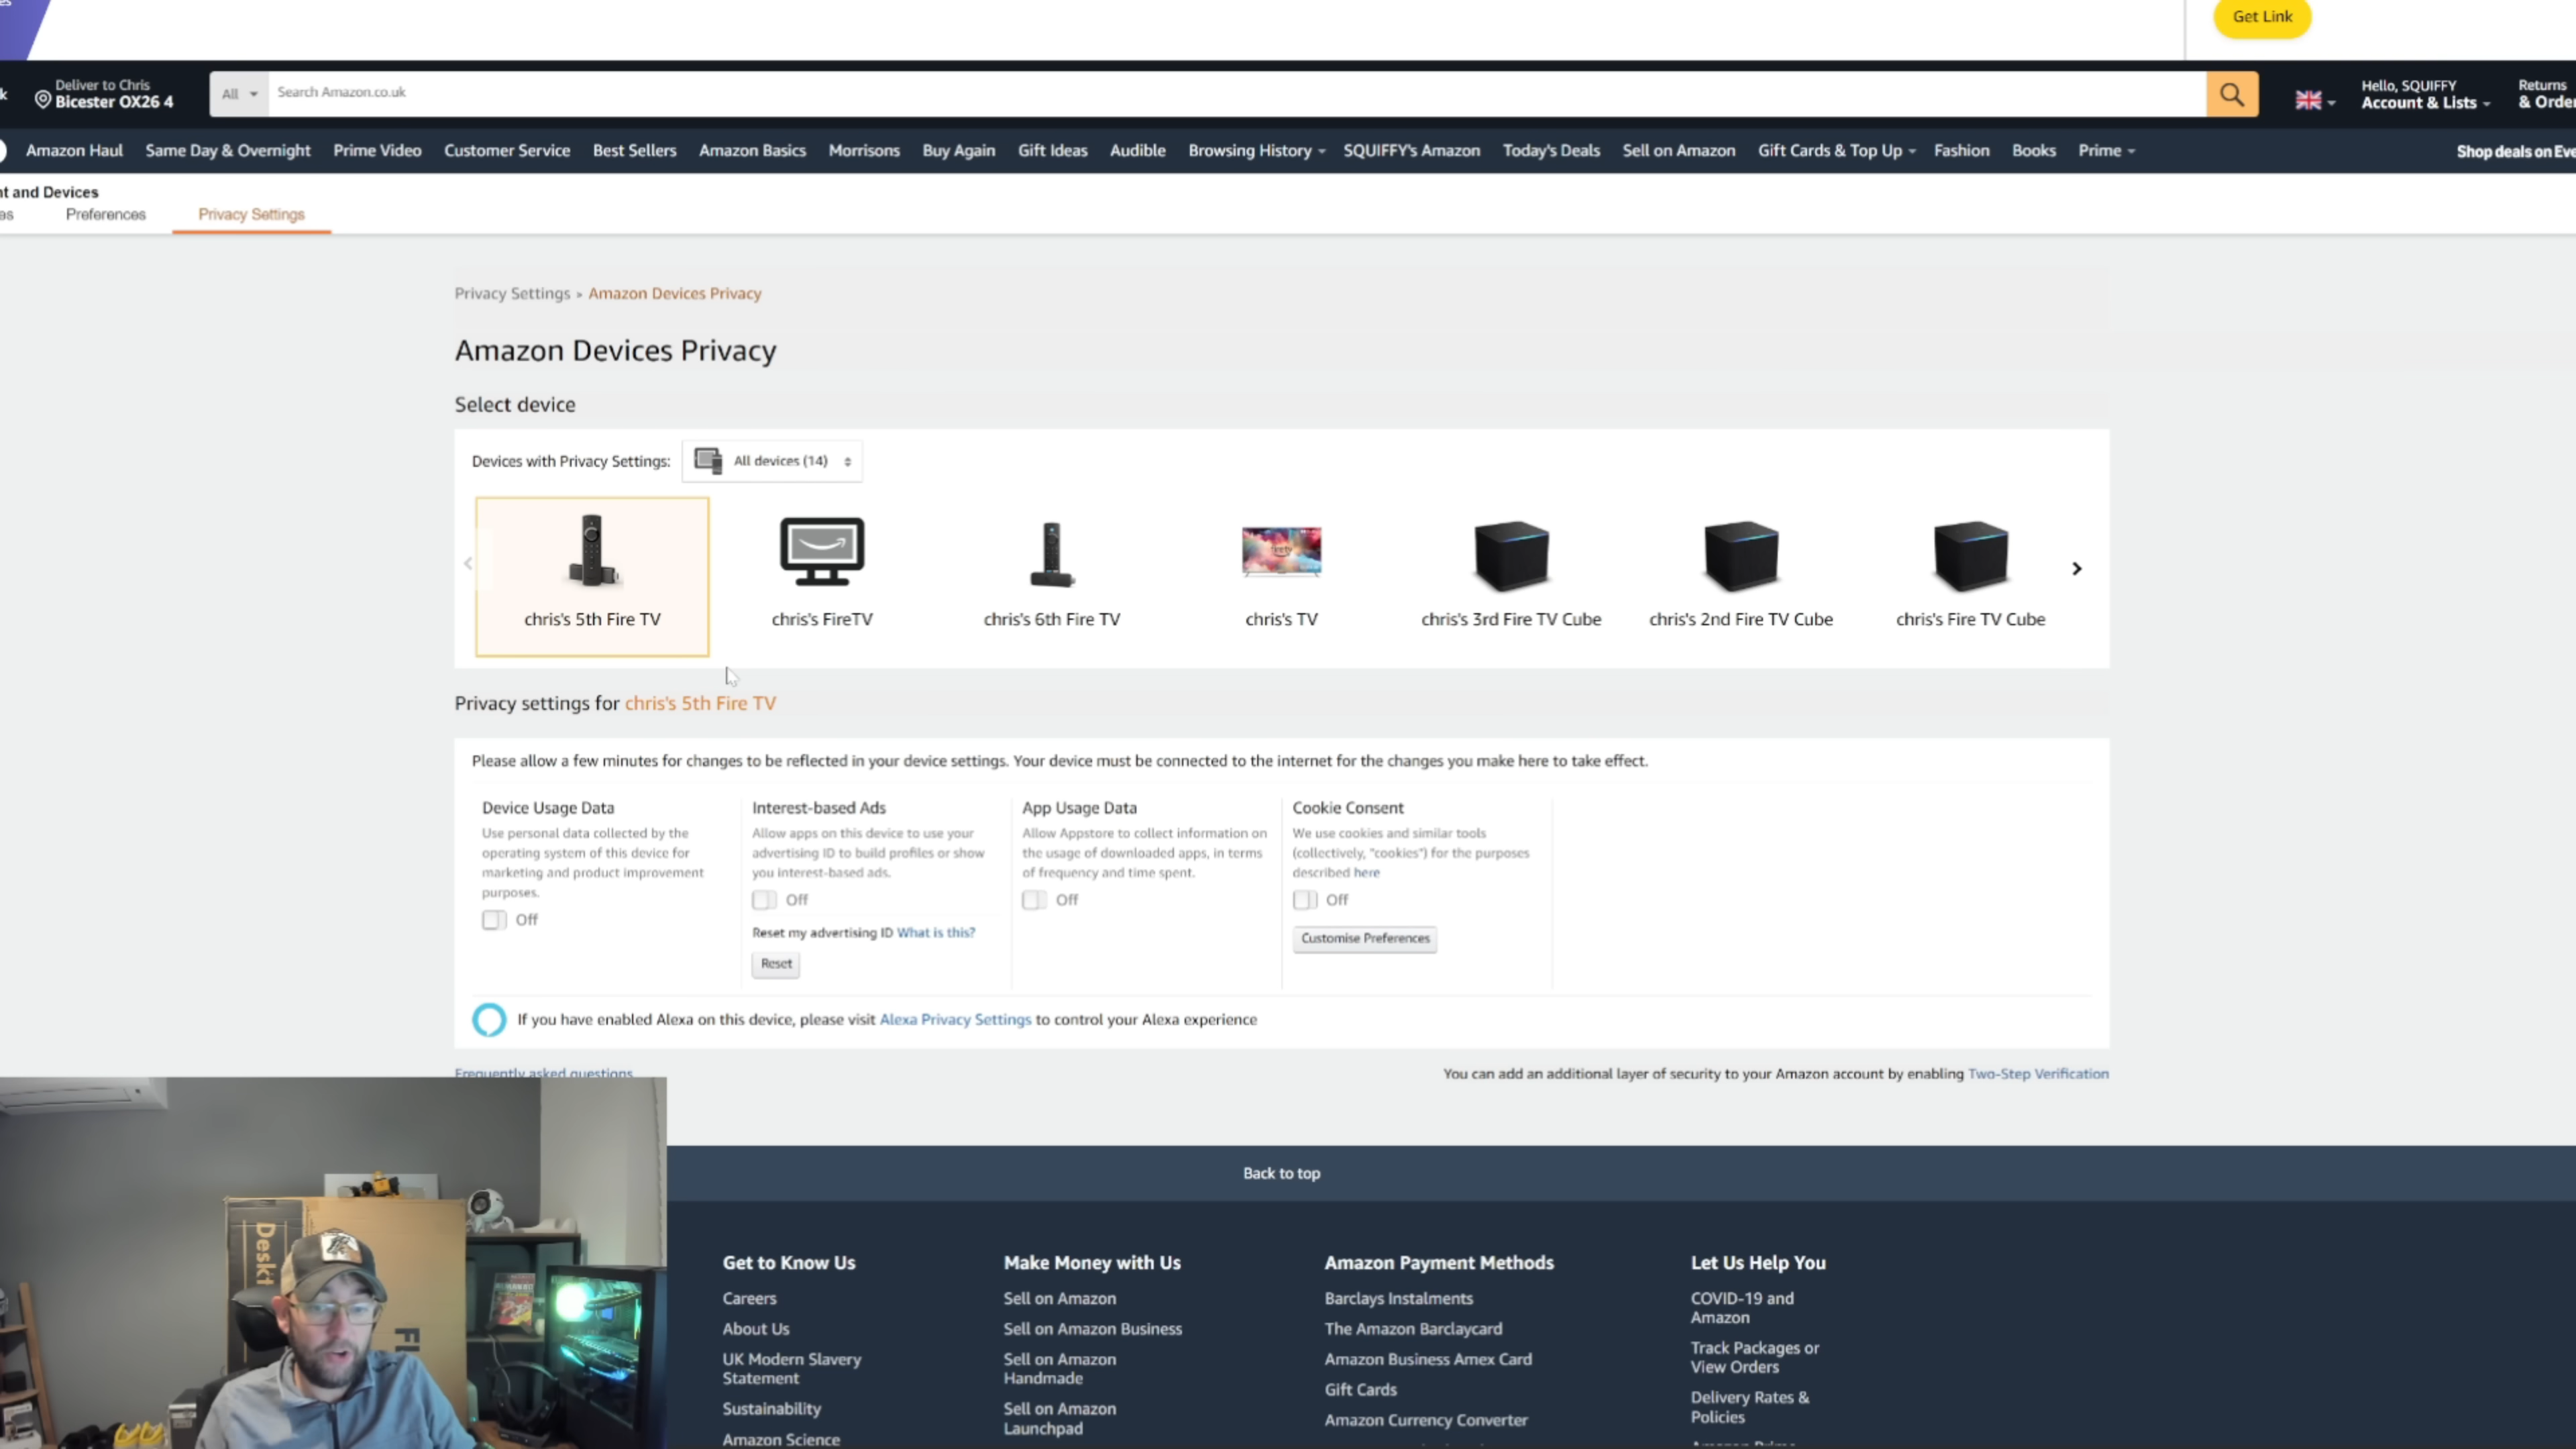 Get Link
Deliver to Chris
Bicester OX26 4
All
Search Amazon.co.uk
Hello, SQUIFFY
Account & Lists
Returns
Amazon Haul Same Day & Overnight Prime Video Customer Service Best Sellers Amazon Basics Morrisons Buy Again Gift Ideas Audible Browsing History SQUIFFY's Amazon Today's Deals Sell on Amazon Gift Cards & Top Up Fashion Books Prime Shop deals on
and Devices
Preferences Privacy Settings
Privacy Settings » Amazon Devices Privacy
Amazon Devices Privacy
Select device
Devices with Privacy Settings: All devices (14)
chris's 5th Fire TV chris's FireTV chris's 6th Fire TV chris's TV chris's 3rd Fire TV Cube chris's 2nd Fire TV Cube chris's Fire TV Cube
Privacy settings for chris's 5th Fire TV
Please allow a few minutes for changes to be reflected in your device settings. Your device must be connected to the internet for the changes you make here to take effect.
Device Usage Data
Use personal data collected by the
operating system of this device for
marketing and product improvement
purposes.
Off
Interest-based Ads
Allow apps on this device to use your
advertising ID to build profiles or show
you interest-based ads.
Off
Reset my advertising ID What is this?
Reset
App Usage Data
Allow Appstore to collect information on
the usage of downloaded apps, in terms
of frequency and time spent.
Off
Cookie Consent
We use cookies and similar tools
(collectively, "cookies") for the purposes
described here
Off
Customise Preferences
If you have enabled Alexa on this device, please visit Alexa Privacy Settings to control your Alexa experience
Frequently asked questions
You can add an additional layer of security to your Amazon account by enabling Two-Step Verification
Back to top
Get to Know Us
Careers
About Us
UK Modern Slavery
Statement
Sustainability
Amazon Science
Make Money with Us
Sell on Amazon
Sell on Amazon Business
Sell on Amazon
Handmade
Sell on Amazon
Launchpad
Amazon Payment Methods
Barclays Instalments
The Amazon Barclaycard
Amazon Business Amex Card
Gift Cards
Amazon Currency Converter
Let Us Help You
COVID-19 and
Amazon
Track Packages or
View Orders
Delivery Rates &
Policies